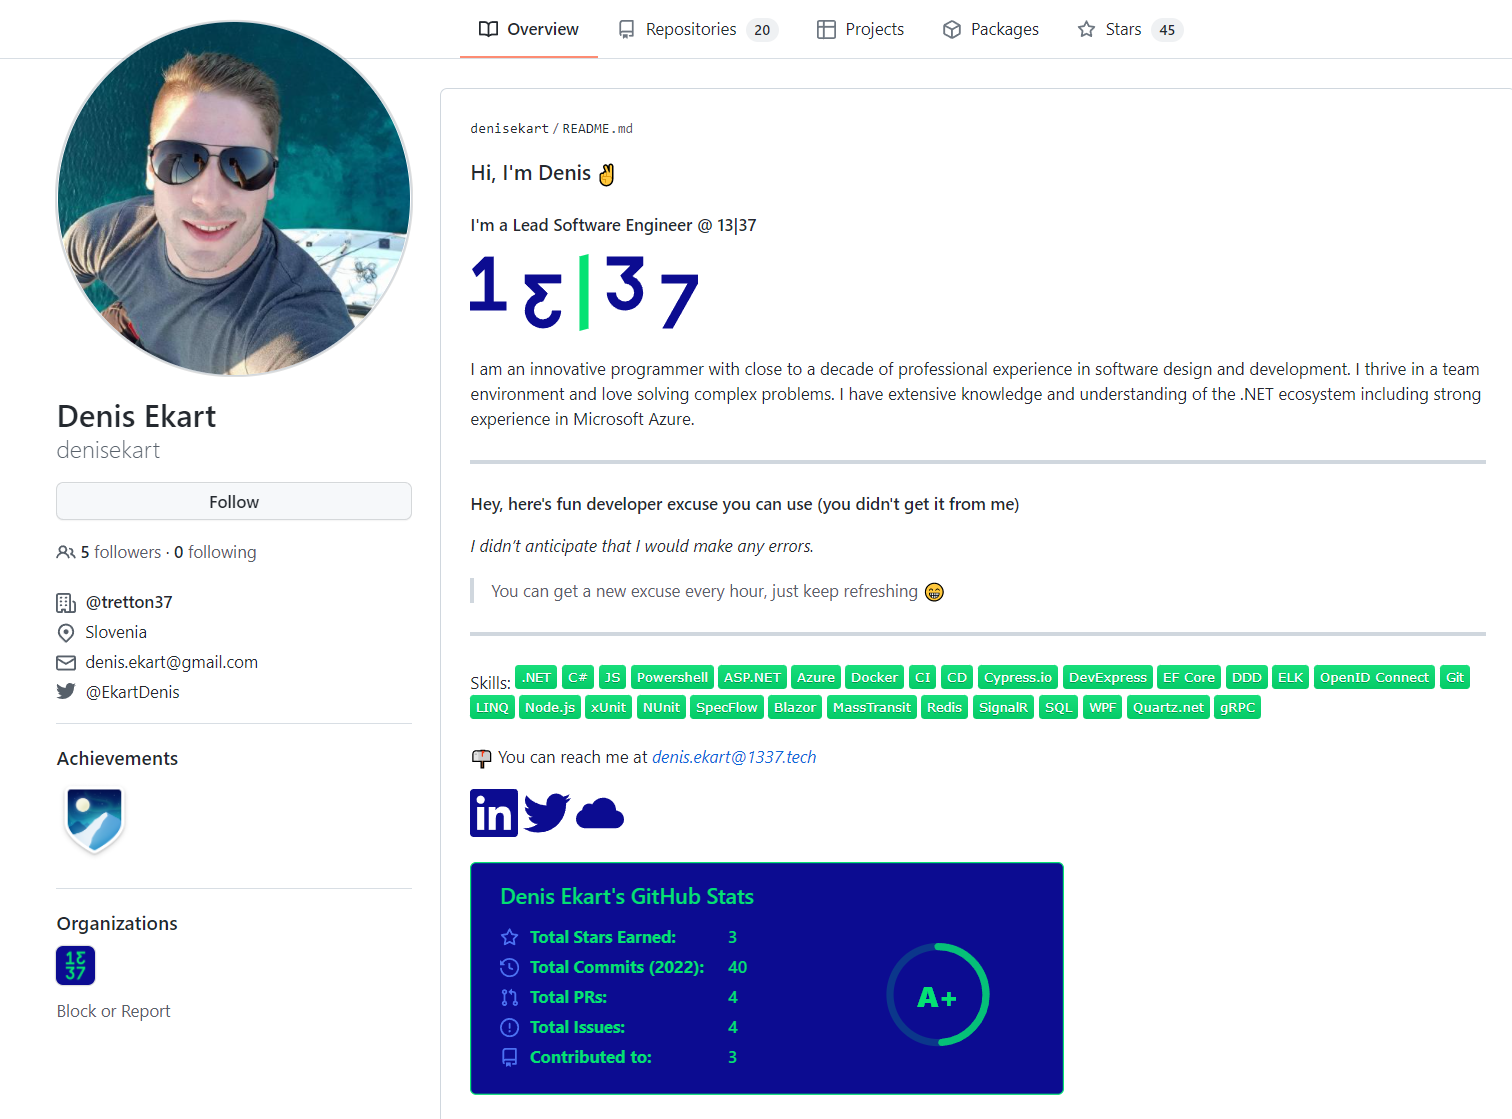 Overview Repositories 20 Projects Packages Stars 45
denisekart / README.md
Hi, I'm Denis ✌
I'm a Lead Software Engineer @ 13|37
13|37
I am an innovative programmer with close to a decade of professional experience in software design and development. I thrive in a team
environment and love solving complex problems. I have extensive knowledge and understanding of the .NET ecosystem including strong
experience in Microsoft Azure.
Hey, here's fun developer excuse you can use (you didn't get it from me)
I didn't anticipate that I would make any errors.
You can get a new excuse every hour, just keep refreshing 😁
Skills: .NET C# JS Powershell ASP.NET Azure Docker CI CD Cypress.io DevExpress EF Core DDD ELK OpenID Connect Git
LINQ Node.js xUnit NUnit SpecFlow Blazor MassTransit Redis SignalR SQL WPF Quartz.net gRPC
📫 You can reach me at denis.ekart@1337.tech
in
Denis Ekart's GitHub Stats
Total Stars Earned: 3
Total Commits (2022): 40
Total PRs: 4
Total Issues: 4
Contributed to: 3
A+
Denis Ekart
denisekart
Follow
5 followers · 0 following
@tretton37
Slovenia
denis.ekart@gmail.com
@EkartDenis
Achievements
Organizations
13
37
Block or Report